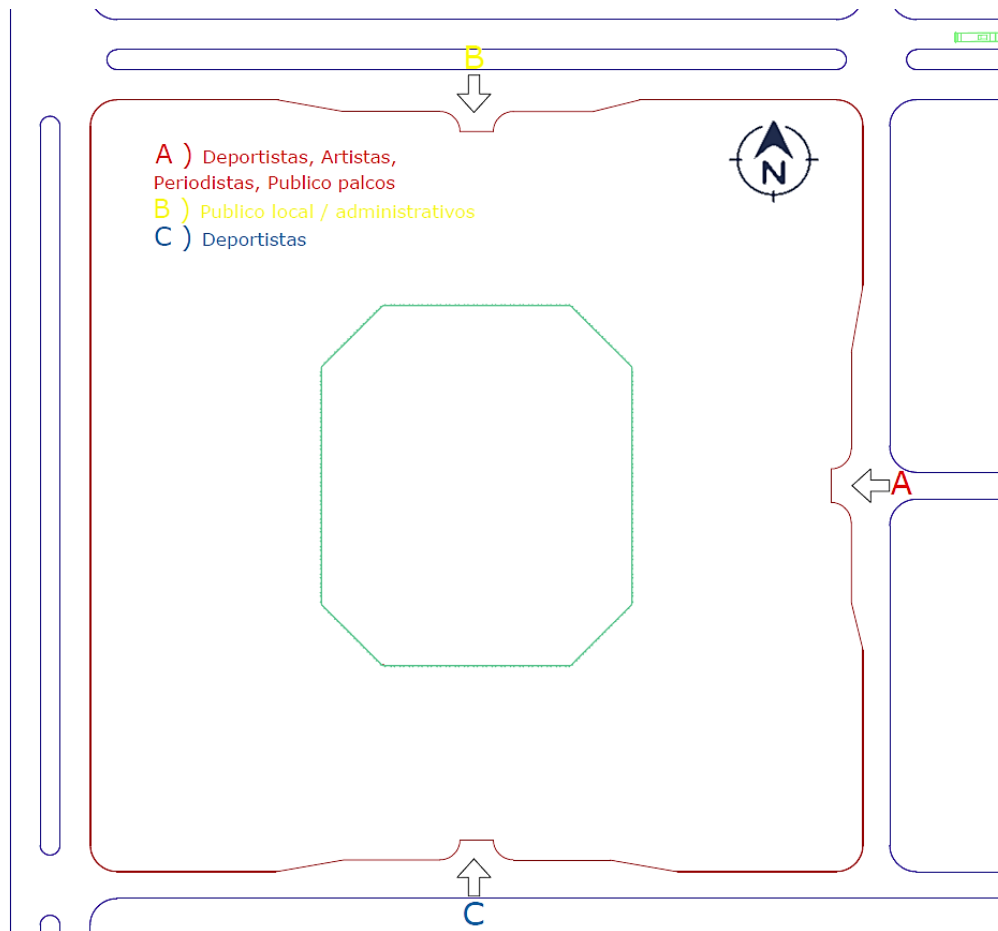 B
A ) Deportistas, Artistas,
Periodistas, Publico palcos
B ) Publico local / administrativos
C ) Deportistas
N
A
C